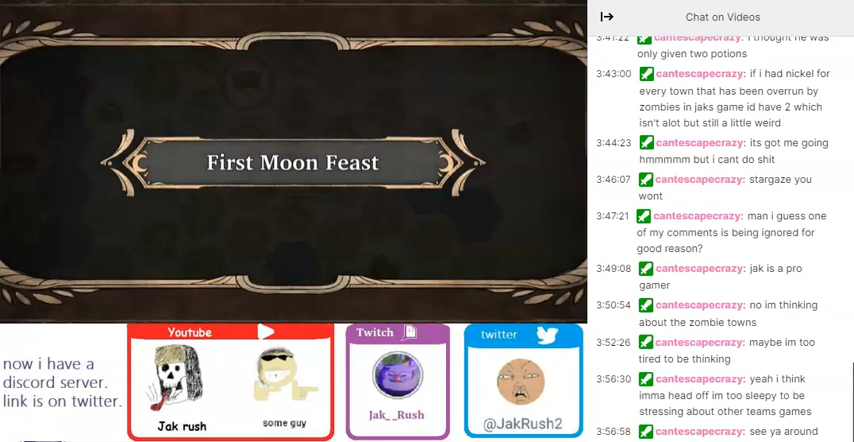 First Moon Feast
now i have a
discord server.
link is on twitter.
Youtube
Jak rush
some guy
Twitch
Jak__Rush
twitter
@JakRush2
Chat on Videos
3:41:22 cantescapecrazy: i thought he was
only given two potions
3:43:00 cantescapecrazy: if i had nickel for
every town that has been overrun by
zombies in jaks game id have 2 which
isn't alot but still a little weird
3:44:23 cantescapecrazy: its got me going
hmmmmm but i cant do shit
3:46:07 cantescapecrazy: stargaze you
wont
3:47:21 cantescapecrazy: man i guess one
of my comments is being ignored for
good reason?
3:49:08 cantescapecrazy: jak is a pro
gamer
3:50:54 cantescapecrazy: no im thinking
about the zombie towns
3:52:26 cantescapecrazy: maybe im too
tired to be thinking
3:56:30 cantescapecrazy: yeah i think
imma head off im too sleepy to be
stressing about other teams games
3:56:58 cantescapecrazy: see ya around